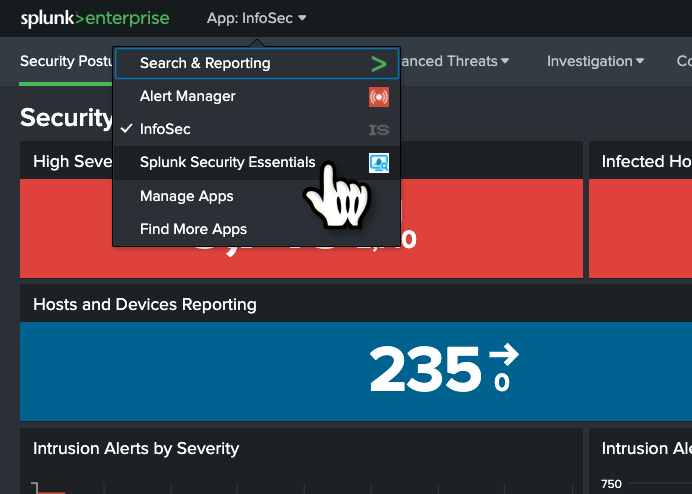 splunk>enterprise App: InfoSec
Security Postu anced Threats Investigation Co
Search & Reporting
Alert Manager
InfoSec IS
Splunk Security Essentials
Manage Apps
Find More Apps
Security
High Seve Infected Ho
Hosts and Devices Reporting
235
0
Intrusion Alerts by Severity Intrusion Ale
750